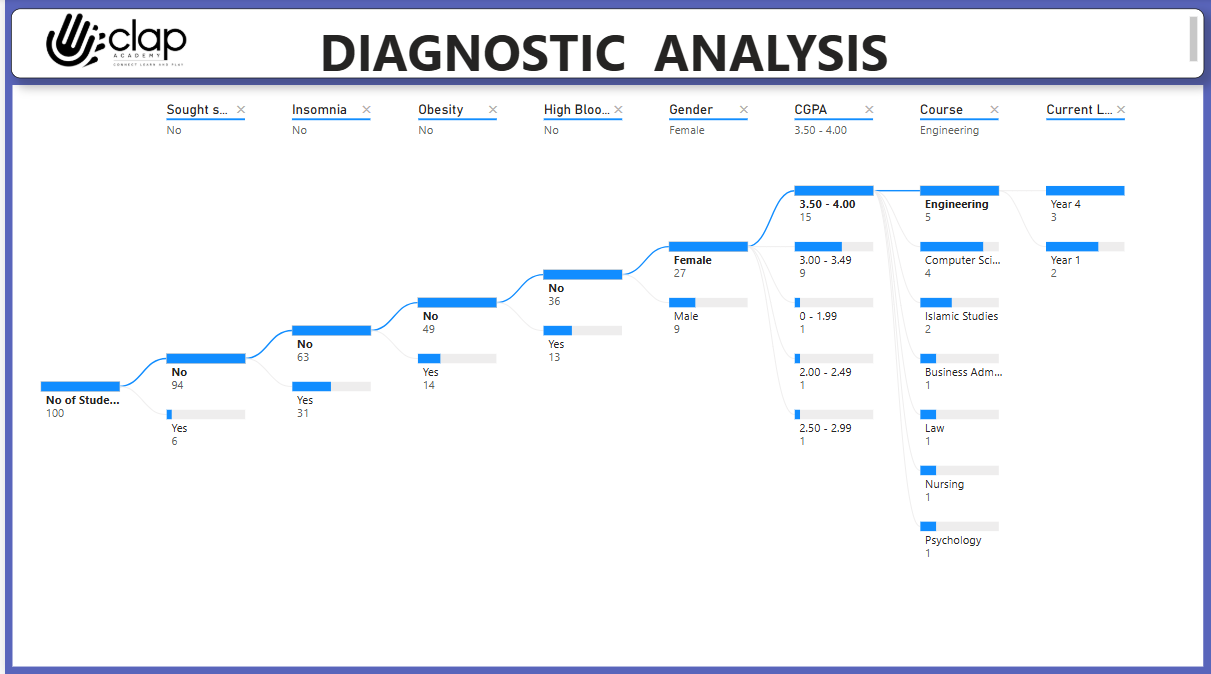 clap
ACADEMY
CONNECT LEARN AND PLAY
DIAGNOSTIC ANALYSIS
Sought s... ×
No
Insomnia ×
No
Obesity ×
No
High Bloo... ×
No
Gender ×
Female
CGPA ×
3.50 - 4.00
Course ×
Engineering
Current L... ×
No of Stude...
100
No
94
Yes
6
No
63
Yes
31
No
49
Yes
14
No
36
Yes
13
Female
27
Male
9
3.50 - 4.00
15
3.00 - 3.49
9
0 - 1.99
1
2.00 - 2.49
1
2.50 - 2.99
1
Engineering
5
Computer Sci...
4
Islamic Studies
2
Business Adm...
1
Law
1
Nursing
1
Psychology
1
Year 4
3
Year 1
2